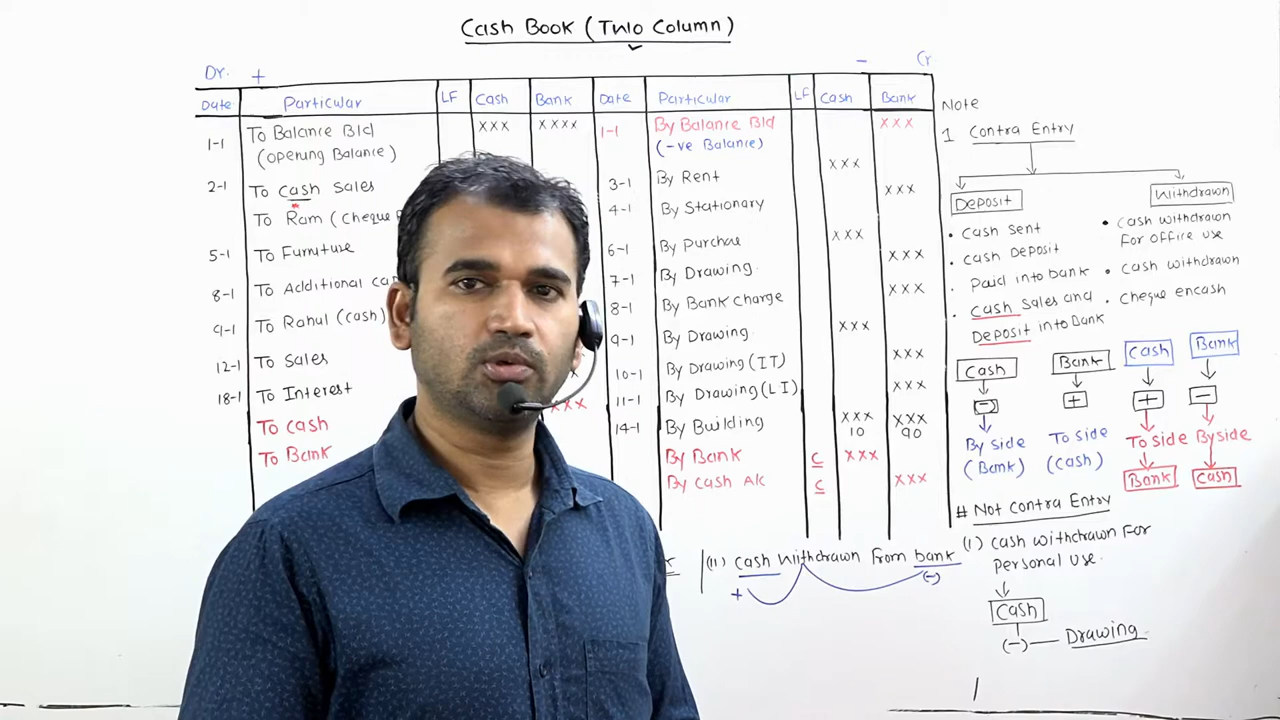 Cash Book (Two Column)
Dr. + - Cr
Date Particular LF Cash Bank Date Particular LF Cash Bank
1-1 To Balance Bld xxx xxxx 1-1 By Balance Bld xxx
(opening Balance) (-ve Balance)
2-1 To cash sales 3-1 By Rent xxx
To Ram (Cheque 4-1 By Stationary xxx
5-1 To Furniture 6-1 By Purchase xxx
8-1 To Additional 7-1 By Drawing xxx
9-1 To Rahul (cash) 8-1 By Bank charge xxx
12-1 To Sales 9-1 By Drawing xxx
18-1 To Interest 10-1 By Drawing (IT) xxx
To cash xxx 11-1 By Drawing (LI) xxx
To Bank 14-1 By Building xxx xxx
10 90
By Bank C xxx
By cash A/c C xxx
(ii) cash withdrawn From bank
+ (-)
Note
1 Contra Entry
Deposit Withdrawn
• Cash sent
• cash Deposit
• Paid into bank
• cash sales and
Deposit into Bank
• Cash withdrawn
For office use
• cash withdrawn
• cheque encash
Cash Bank Cash Bank
- + + -
By side To side To side By side
(Bank) (cash) Bank cash
# Not Contra Entry
(i) cash withdrawn For
personal use.
Cash
(-) — Drawing